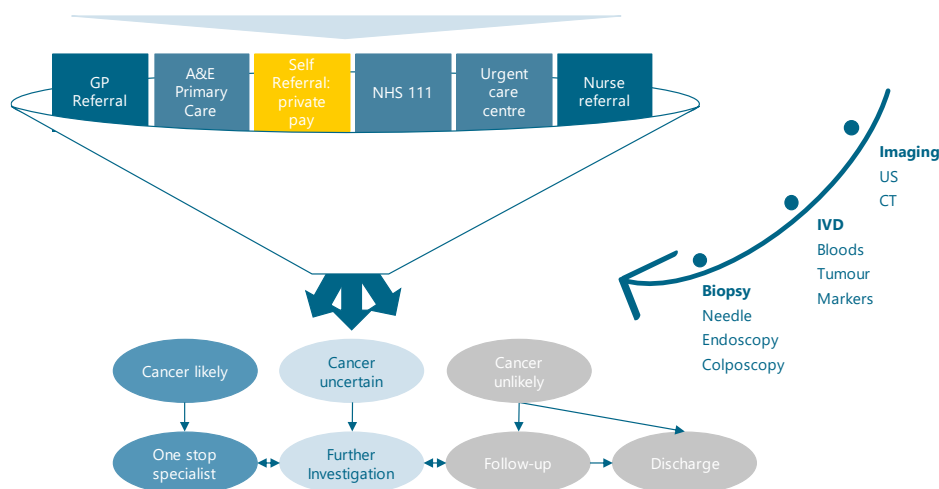 GP
Referral
A&E
Primary
Care
Self
Referral:
private
pay
NHS 111
Urgent
care
centre
Nurse
referral
Imaging
US
CT
IVD
Bloods
Tumour
Markers
Biopsy
Needle
Endoscopy
Colposcopy
Cancer likely
Cancer
uncertain
Cancer
unlikely
One stop
specialist
Further
Investigation
Follow-up
Discharge